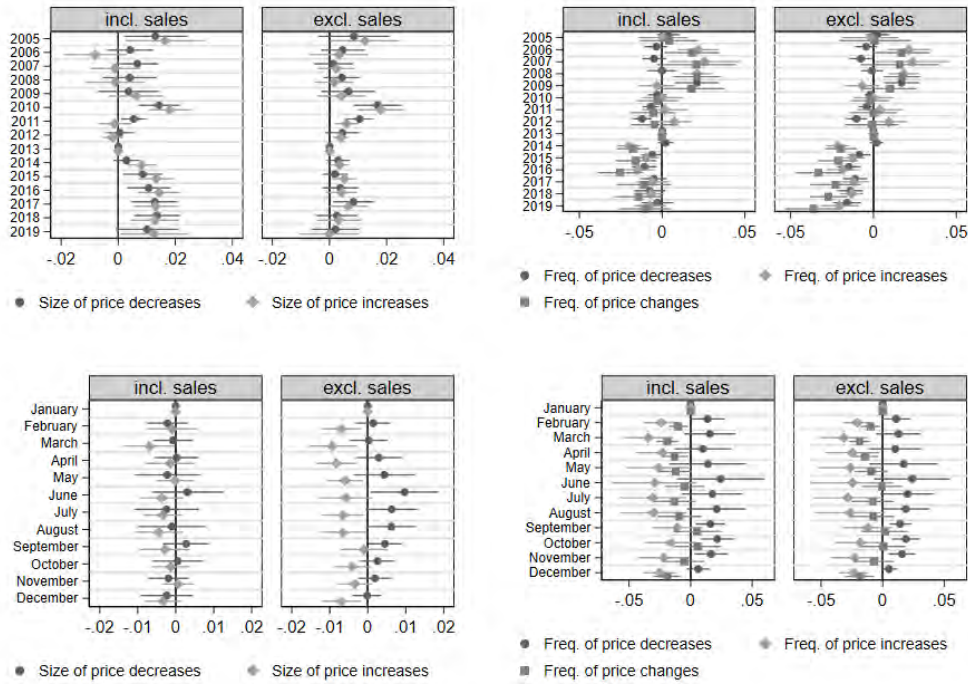 incl. sales
excl. sales
2005
2006
2007
2008
2009
2010
2011
2012
2013
2014
2015
2016
2017
2018
2019
-.02 0 .02 .04
-.02 0 .02 .04
Size of price decreases Size of price increases
incl. sales
excl. sales
2005
2006
2007
2008
2009
2010
2011
2012
2013
2014
2015
2016
2017
2018
2019
-.05 0 .05
-.05 0 .05
Freq. of price decreases Freq. of price increases
Freq. of price changes
incl. sales
excl. sales
January
February
March
April
May
June
July
August
September
October
November
December
-.02 -.01 0 .01 .02
-.02 -.01 0 .01 .02
Size of price decreases Size of price increases
incl. sales
excl. sales
January
February
March
April
May
June
July
August
September
October
November
December
-.05 0 .05
-.05 0 .05
Freq. of price decreases Freq. of price increases
Freq. of price changes